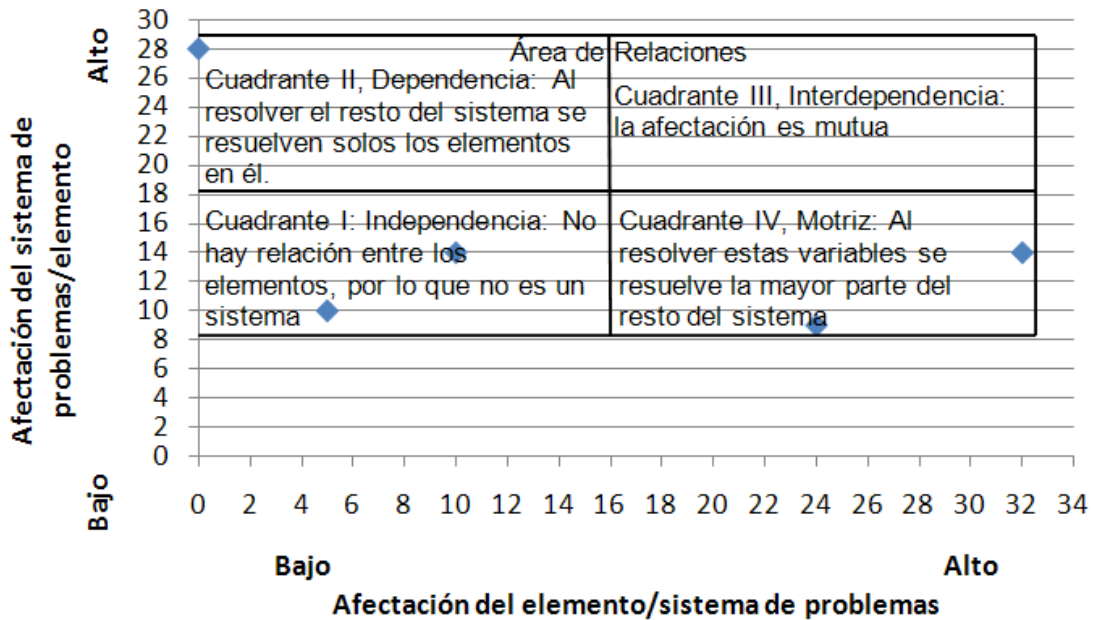 Alto
Afectación del sistema de
problemas/elemento
Bajo
30
28
26
24
22
20
18
16
14
12
10
8
6
4
2
0
Área de Relaciones
Cuadrante II, Dependencia: Al
resolver el resto del sistema se
resuelven solos los elementos
en él.
Cuadrante III, Interdependencia:
la afectación es mutua
Cuadrante I: Independencia: No
hay relación entre los
elementos, por lo que no es un
sistema
Cuadrante IV, Motriz: Al
resolver estas variables se
resuelve la mayor parte del
resto del sistema
0 2 4 6 8 10 12 14 16 18 20 22 24 26 28 30 32 34
Bajo Alto
Afectación del elemento/sistema de problemas